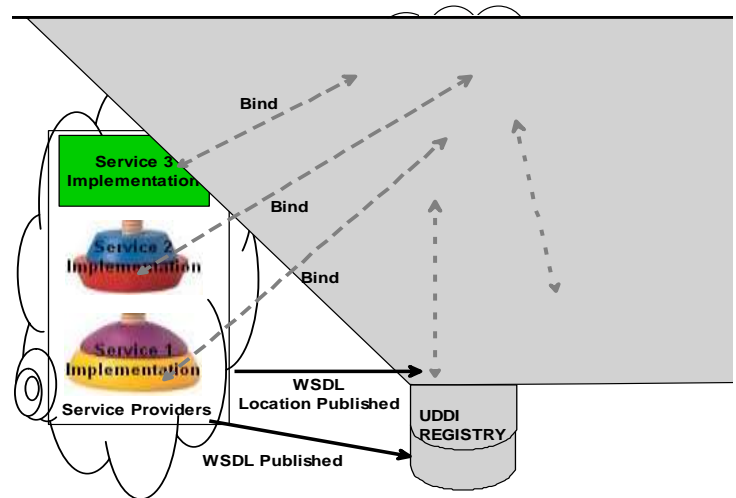 Bind
Service 3
Implementation
Bind
Service 2
Implementation
Bind
Service 1
Implementation
WSDL
Location Published
Service Providers
UDDI
REGISTRY
WSDL Published